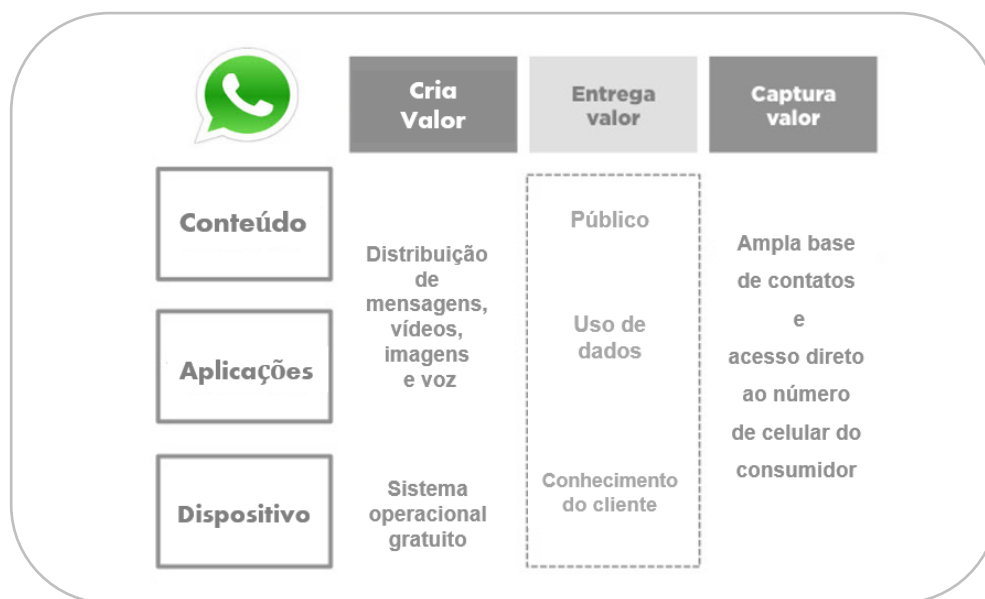 Cria
Valor
Entrega
valor
Captura
valor
Conteúdo
Distribuição
de
mensagens,
vídeos,
imagens
e voz
Público
Ampla base
de contatos
e
acesso direto
ao número
de celular do
consumidor
Aplicações
Uso de
dados
Dispositivo
Sistema
operacional
gratuito
Conhecimento
do cliente